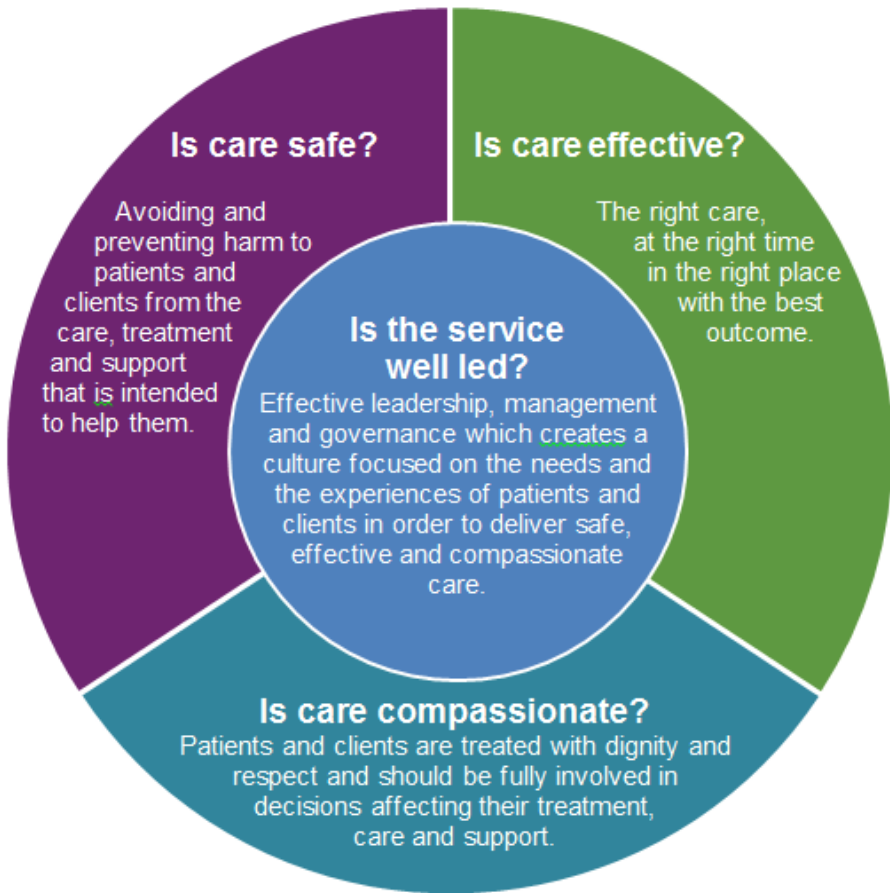 Is care safe?
Avoiding and
preventing harm to
patients and
clients from the
care, treatment
and support
that is intended
to help them.
Is care effective?
The right care,
at the right time
in the right place
with the best
outcome.
Is the service
well led?
Effective leadership, management
and governance which creates a
culture focused on the needs and
the experiences of patients and
clients in order to deliver safe,
effective and compassionate
care.
Is care compassionate?
Patients and clients are treated with dignity and
respect and should be fully involved in
decisions affecting their treatment,
care and support.